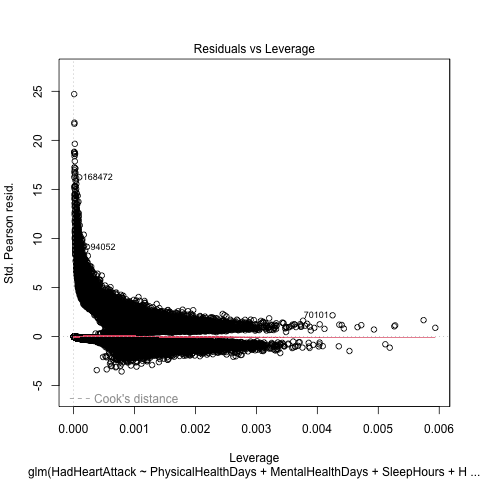 Residuals vs Leverage
Std. Pearson resid.
25
20
15
10
5
0
-5
168472
94052
70101
Cook's distance
0.000 0.001 0.002 0.003 0.004 0.005 0.006
Leverage
glm(HadHeartAttack ~ PhysicalHealthDays + MentalHealthDays + SleepHours + H ...